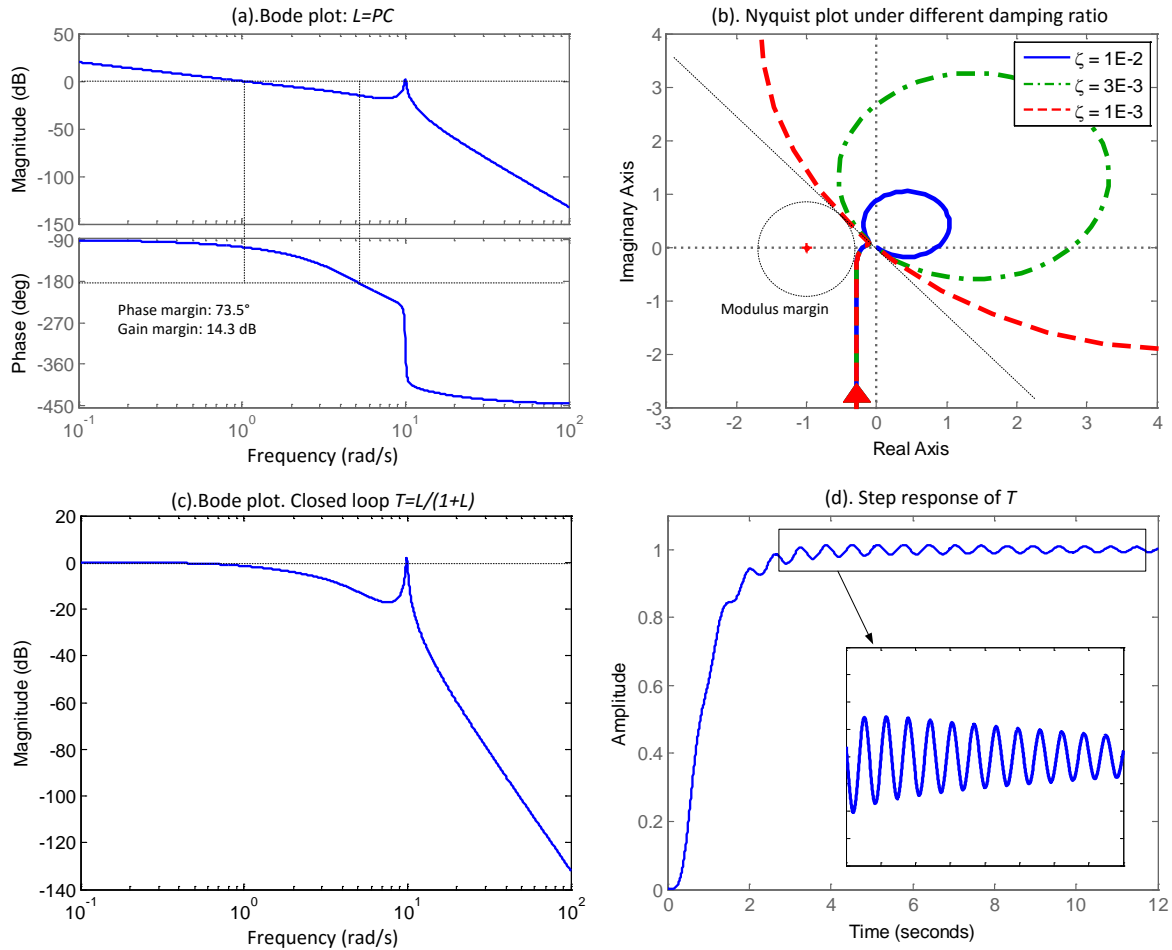 (a).Bode plot: L=PC
50
0
-50
-100
-150
Magnitude (dB)
-90
-180
-270
-360
-450
Phase (deg)
Phase margin: 73.5°
Gain margin: 14.3 dB
10^-1
10^0
10^1
10^2
Frequency (rad/s)
(b). Nyquist plot under different damping ratio
4
3
2
1
0
-1
-2
-3
Imaginary Axis
ζ = 1E-2
ζ = 3E-3
ζ = 1E-3
Modulus margin
-3
-2
-1
0
1
2
3
4
Real Axis
(c).Bode plot. Closed loop T=L/(1+L)
20
0
-20
-40
-60
-80
-100
-120
-140
Magnitude (dB)
10^-1
10^0
10^1
10^2
Frequency (rad/s)
(d). Step response of T
1
0.8
0.6
0.4
0.2
0
Amplitude
0
2
4
6
8
10
12
Time (seconds)